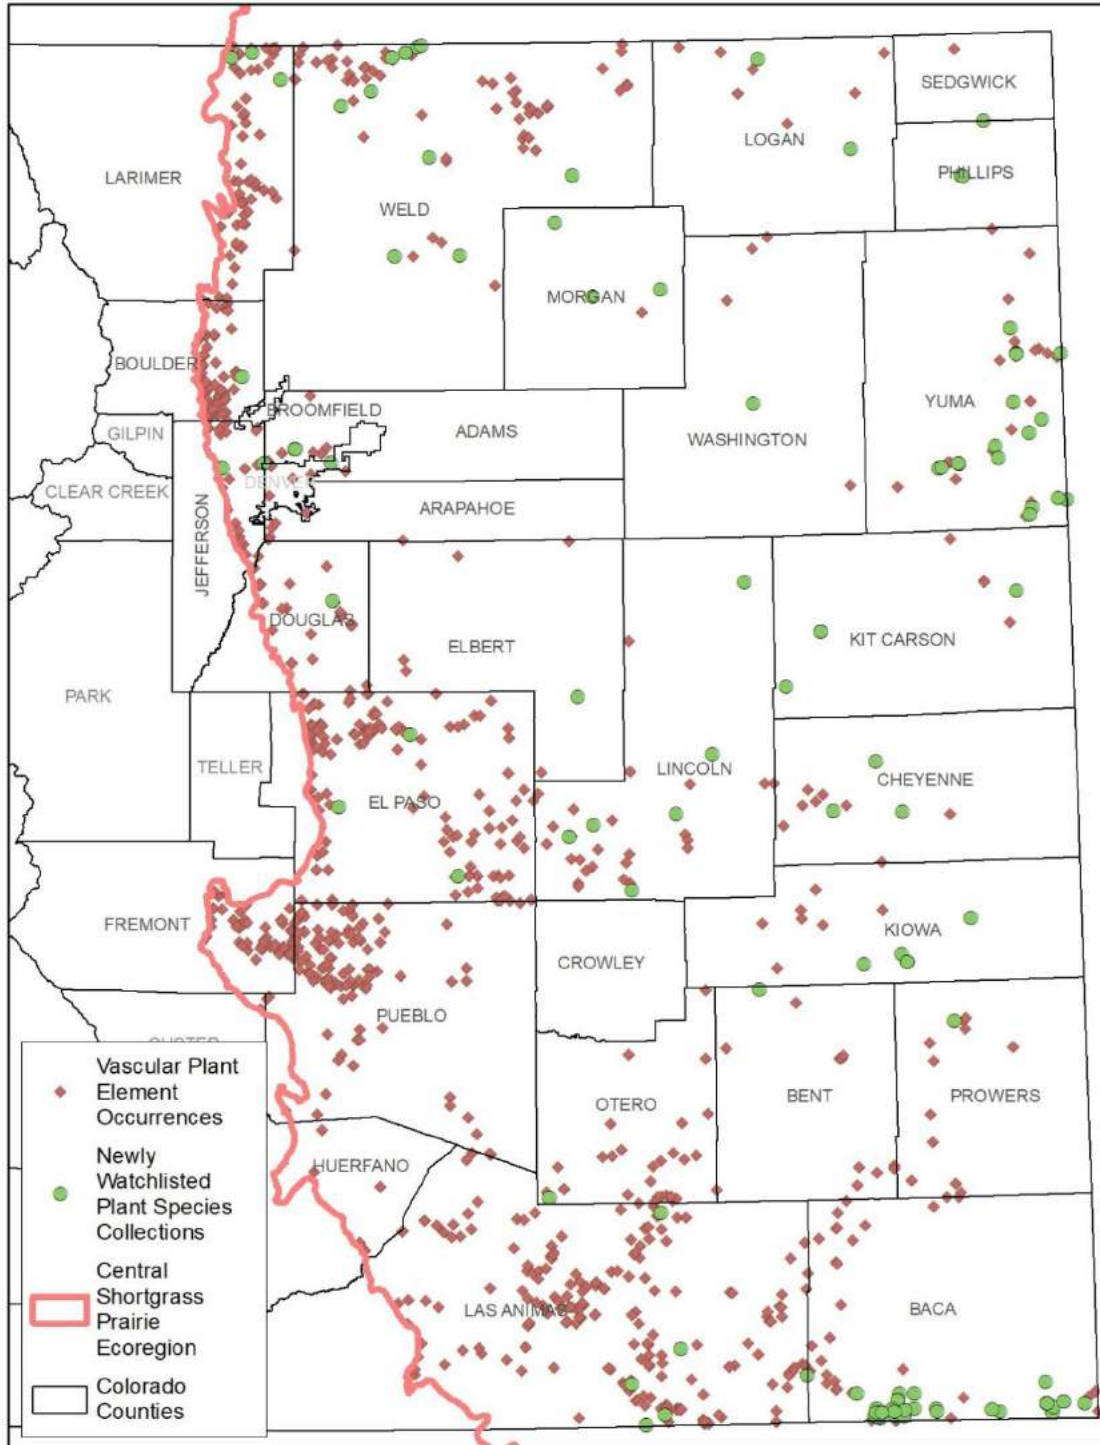 SEDGWICK
LOGAN
LARIMER
PHILLIPS
WELD
MORGAN
BOULDER
YUMA
BROOMFIELD
GILPIN
ADAMS
WASHINGTON
CLEAR CREEK
DENVER
ARAPAHOE
JEFFERSON
DOUGLAS
ELBERT
KIT CARSON
PARK
TELLER
LINCOLN
CHEYENNE
EL PASO
FREMONT
KIOWA
CROWLEY
PUEBLO
OTERO
BENT
PROWERS
HUERFANO
LAS ANIMAS
BACA
Vascular Plant
Element
Occurrences
Newly
Watchlisted
Plant Species
Collections
Central
Shortgrass
Prairie
Ecoregion
Colorado
Counties